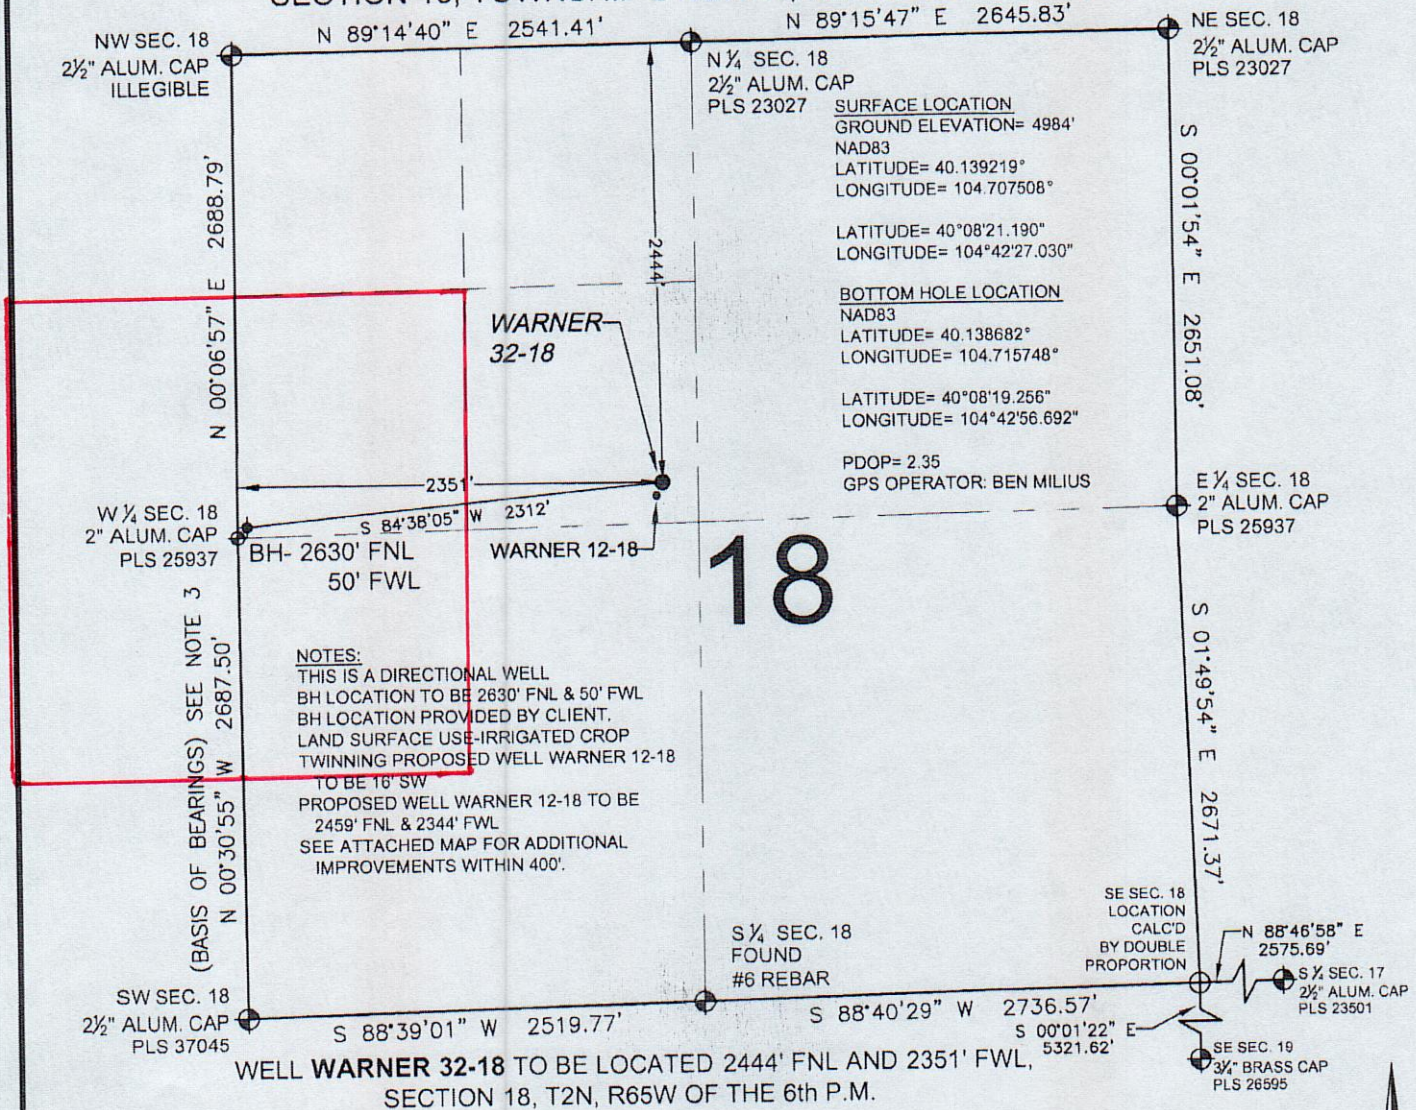 N 89°14'40" E 2541.41'
N 89°15'47" E 2645.83'
NW SEC. 18
2½" ALUM. CAP
ILLEGIBLE
N ¼ SEC. 18
2½" ALUM. CAP
PLS 23027
NE SEC. 18
2½" ALUM. CAP
PLS 23027
SURFACE LOCATION
GROUND ELEVATION= 4984'
NAD83
LATITUDE= 40.139219°
LONGITUDE= 104.707508°
LATITUDE= 40°08'21.190"
LONGITUDE= 104°42'27.030"
BOTTOM HOLE LOCATION
NAD83
LATITUDE= 40.138682°
LONGITUDE= 104.715748°
LATITUDE= 40°08'19.256"
LONGITUDE= 104°42'56.692"
PDOP= 2.35
GPS OPERATOR: BEN MILIUS
N 00°06'57" E 2688.79'
2444'
S 00°01'54" E 2651.08'
WARNER
32-18
2351'
S 84°38'05" W 2312'
W ¼ SEC. 18
2" ALUM. CAP
PLS 25937
BH- 2630' FNL
50' FWL
WARNER 12-18
E ¼ SEC. 18
2" ALUM. CAP
PLS 25937
18
(BASIS OF BEARINGS) SEE NOTE 3
N 00°30'55" W 2687.50'
NOTES:
THIS IS A DIRECTIONAL WELL
BH LOCATION TO BE 2630' FNL & 50' FWL
BH LOCATION PROVIDED BY CLIENT.
LAND SURFACE USE-IRRIGATED CROP
TWINNING PROPOSED WELL WARNER 12-18
TO BE 16' SW
PROPOSED WELL WARNER 12-18 TO BE
2459' FNL & 2344' FWL
SEE ATTACHED MAP FOR ADDITIONAL
IMPROVEMENTS WITHIN 400'.
S 01°49'54" E 2671.37'
SE SEC. 18
LOCATION
CALC'D
BY DOUBLE
PROPORTION
N 88°46'58" E
2575.69'
S ¼ SEC. 17
2½" ALUM. CAP
PLS 23501
S ¼ SEC. 18
FOUND
#6 REBAR
SW SEC. 18
2½" ALUM. CAP
PLS 37045
S 88°39'01" W 2519.77'
S 88°40'29" W 2736.57'
S 00°01'22" E
5321.62'
SE SEC. 19
3¼" BRASS CAP
PLS 26595
WELL WARNER 32-18 TO BE LOCATED 2444' FNL AND 2351' FWL,
SECTION 18, T2N, R65W OF THE 6th P.M.